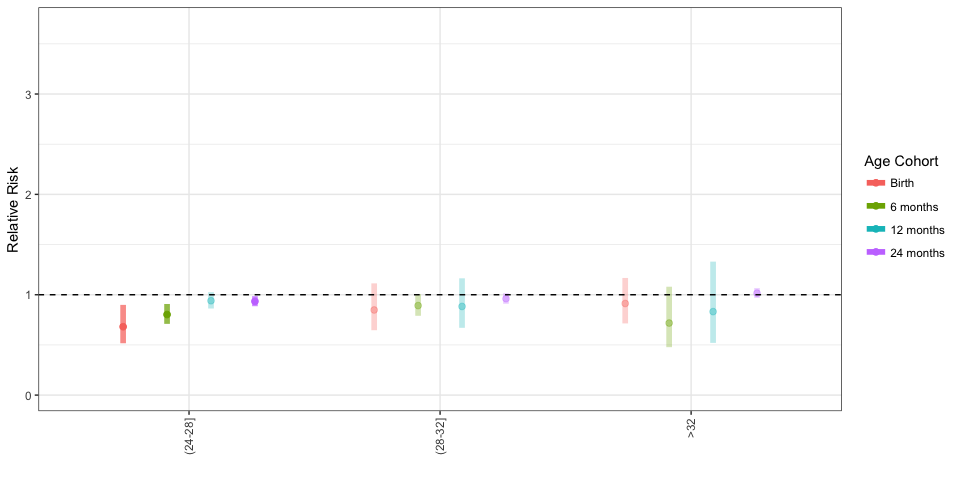 Relative Risk
3
2
1
0
(24-28]
(28-32]
>32
Age Cohort
Birth
6 months
12 months
24 months